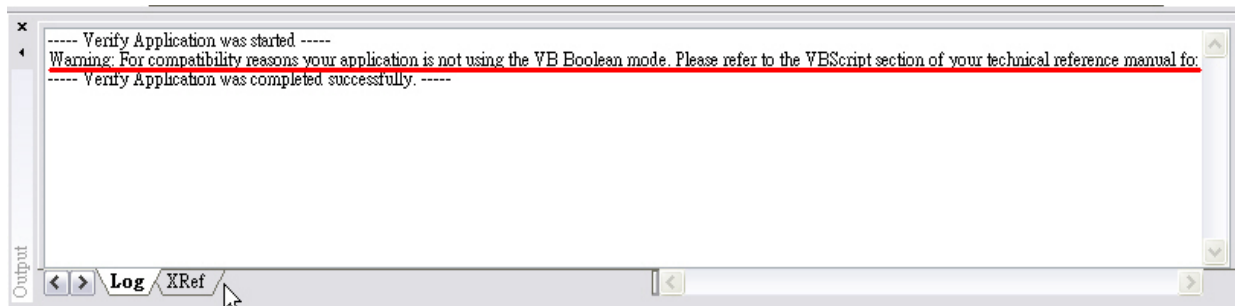 ----- Verify Application was started -----
Warning: For compatibility reasons your application is not using the VB Boolean mode. Please refer to the VBScript section of your technical reference manual fo:
----- Verify Application was completed successfully. -----
Output
Log XRef